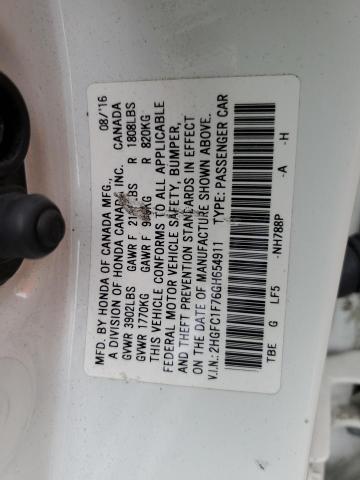 MFD. BY HONDA OF CANADA MFG., 08/'16
A DIVISION OF HONDA CANADA INC. CANADA
GVWR 3902LBS GAWR F LBS R 1808LBS
GVWR 1770KG GAWR F KG R 820KG
THIS VEHICLE CONFORMS TO ALL APPLICABLE
FEDERAL MOTOR VEHICLE SAFETY, BUMPER,
AND THEFT PREVENTION STANDARDS IN EFFECT
ON THE DATE OF MANUFACTURE SHOWN ABOVE.
V.I.N.: 2HGFC1F76GH654911 TYPE: PASSENGER CAR
TBE G LF5 -NH788P -A -H